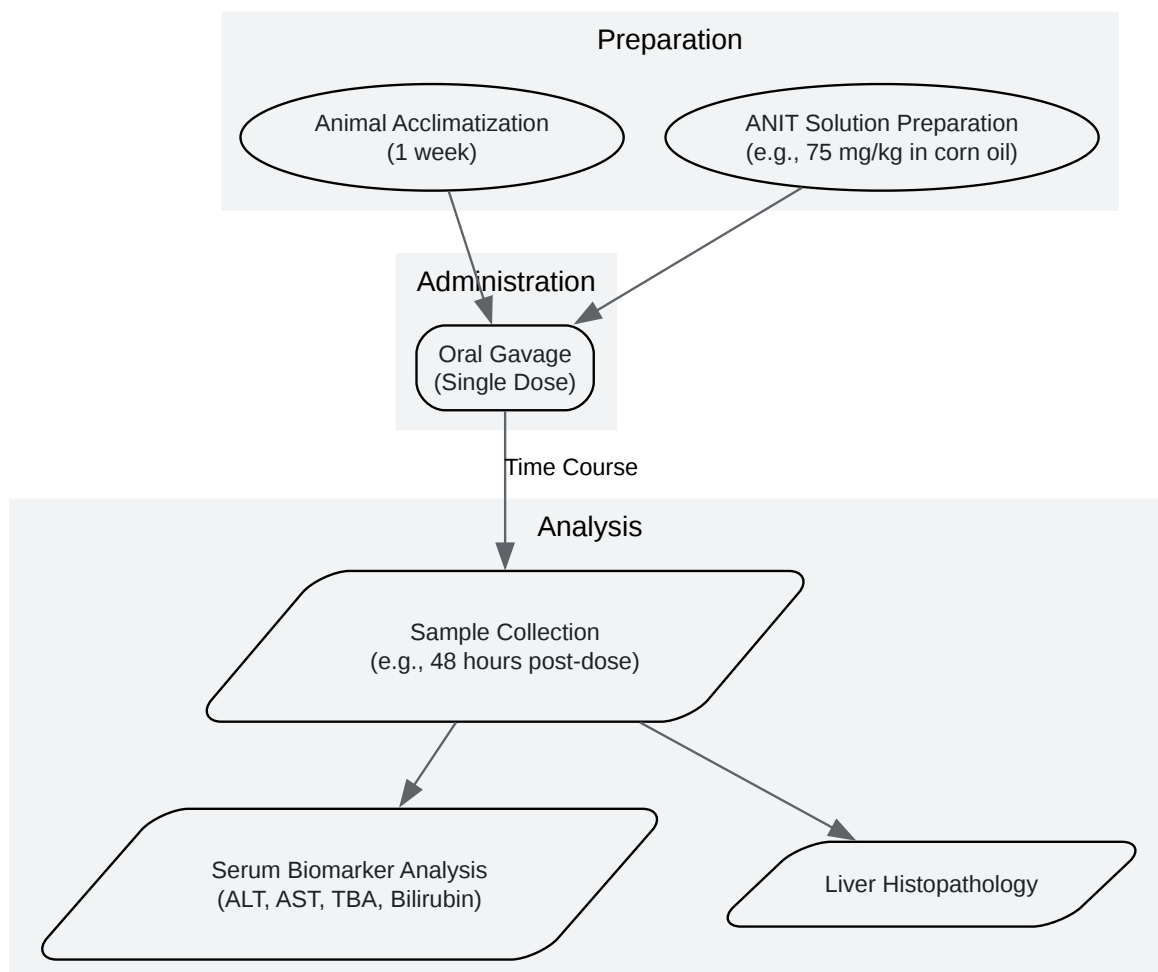 Preparation
Animal Acclimatization
(1 week)
ANIT Solution Preparation
(e.g., 75 mg/kg in corn oil)
Administration
Oral Gavage
(Single Dose)
Time Course
Analysis
Sample Collection
(e.g., 48 hours post-dose)
Serum Biomarker Analysis
(ALT, AST, TBA, Bilirubin)
Liver Histopathology